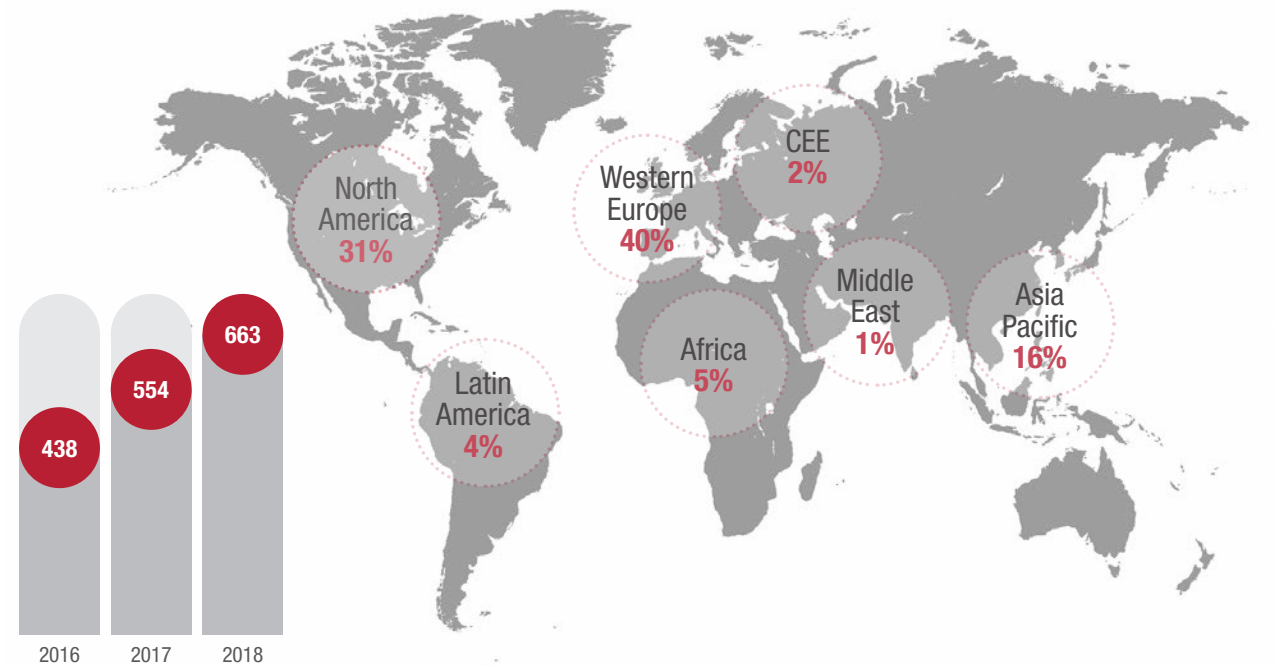 North
America
31%
Western
Europe
40%
CEE
2%
Middle
East
1%
Asia
Pacific
16%
Africa
5%
Latin
America
4%
438
554
663
2016
2017
2018